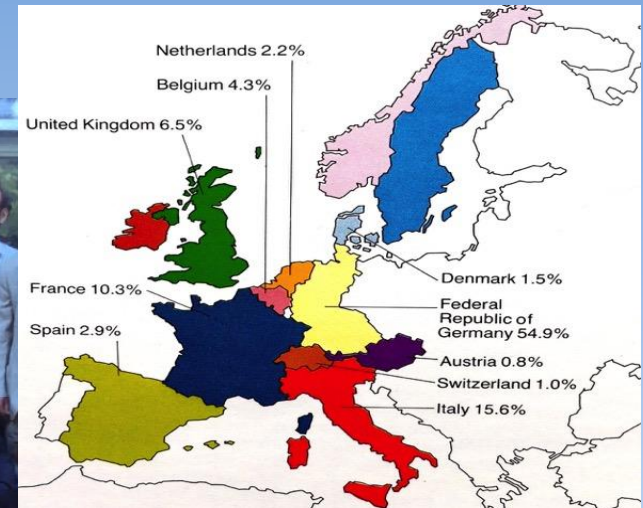 Netherlands 2.2%
Belgium 4.3%
United Kingdom 6.5%
France 10.3%
Spain 2.9%
Denmark 1.5%
Federal
Republic of
Germany 54.9%
Austria 0.8%
Switzerland 1.0%
Italy 15.6%